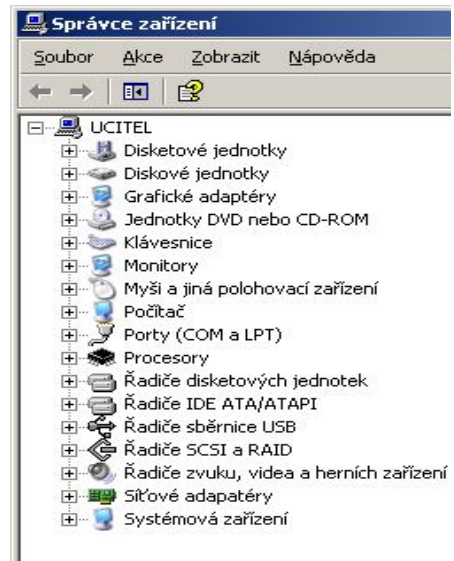 Správce zařízení
Soubor Akce Zobrazit Nápověda
UCITEL
Disketové jednotky
Diskové jednotky
Grafické adaptéry
Jednotky DVD nebo CD-ROM
Klávesnice
Monitory
Myši a jiná polohovací zařízení
Počítač
Porty (COM a LPT)
Procesory
Řadiče disketových jednotek
Řadiče IDE ATA/ATAPI
Řadiče sběrnice USB
Řadiče SCSI a RAID
Řadiče zvuku, videa a herních zařízení
Síťové adapatéry
Systémová zařízení